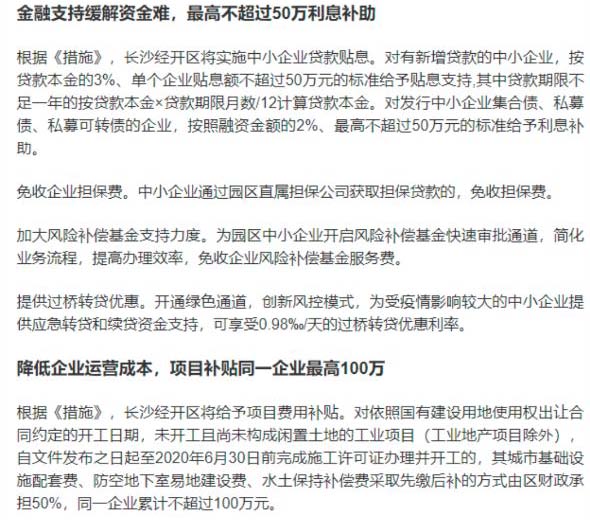 金融支持缓解资金难，最高不超过50万利息补助
根据《措施》，长沙经开区将实施中小企业贷款贴息。对有新增贷款的中小企业，按
贷款本金的3%、单个企业贴息额不超过50万元的标准给予贴息支持,其中贷款期限不
足一年的按贷款本金×贷款期限月数/12计算贷款本金。对发行中小企业集合债、私募
债、私募可转债的企业，按照融资金额的2%、最高不超过50万元的标准给予利息补
助。
免收企业担保费。中小企业通过园区直属担保公司获取担保贷款的，免收担保费。
加大风险补偿基金支持力度。为园区中小企业开启风险补偿基金快速审批通道，简化
业务流程，提高办理效率，免收企业风险补偿基金服务费。
提供过桥转贷优惠。开通绿色通道，创新风控模式，为受疫情影响较大的中小企业提
供应急转贷和续贷资金支持，可享受0.98‰/天的过桥转贷优惠利率。
降低企业运营成本，项目补贴同一企业最高100万
根据《措施》，长沙经开区将给予项目费用补贴。对依照国有建设用地使用权出让合
同约定的开工日期，未开工且尚未构成闲置土地的工业项目（工业地产项目除外），
自文件发布之日起至2020年6月30日前完成施工许可证办理并开工的，其城市基础设
施配套费、防空地下室易地建设费、水土保持补偿费采取先缴后补的方式由区财政承
担50%，同一企业累计不超过100万元。